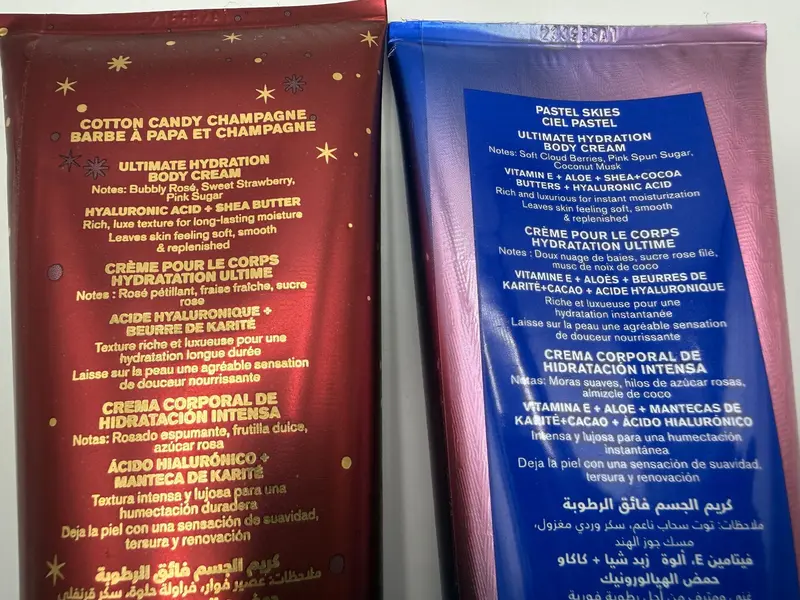 COTTON CANDY CHAMPAGNE
BARBE À PAPA ET CHAMPAGNE
ULTIMATE HYDRATION
BODY CREAM
Notes: Bubbly Rosé, Sweet Strawberry,
Pink Sugar
HYALURONIC ACID + SHEA BUTTER
Rich, luxe texture for long-lasting moisture
Leaves skin feeling soft, smooth
& replenished
CRÈME POUR LE CORPS
HYDRATATION ULTIME
Notes : Rosé pétillant, fraise fraîche, sucre
rose
ACIDE HYALURONIQUE +
BEURRE DE KARITÉ
Texture riche et luxueuse pour une
hydratation longue durée
Laisse sur la peau une agréable sensation
de douceur nourrissante
CREMA CORPORAL DE
HIDRATACIÓN INTENSA
Notas: Rosado espumante, frutilla dulce,
azúcar rosa
ÁCIDO HIALURÓNICO +
MANTECA DE KARITÉ
Textura intensa y lujosa para una
humectación duradera
Deja la piel con una sensación de suavidad,
tersura y renovación
كريم الجسم فائق الرطوبة
ملاحظات: عصير فوار، فراولة حلوة، سكر قرنفلي
PASTEL SKIES
CIEL PASTEL
ULTIMATE HYDRATION
BODY CREAM
Notes: Soft Cloud Berries, Pink Spun Sugar,
Coconut Musk
VITAMIN E + ALOE + SHEA+COCOA
BUTTERS + HYALURONIC ACID
Rich and luxurious for instant moisturization
Leaves skin feeling soft, smooth
& replenished
CRÈME POUR LE CORPS
HYDRATATION ULTIME
Notes : Doux nuage de baies, sucre rose filé,
musc de noix de coco
VITAMINE E + ALOÈS + BEURRES DE
KARITÉ+CACAO + ACIDE HYALURONIQUE
Riche et luxueuse pour une
hydratation instantanée
Laisse sur la peau une agréable sensation
de douceur nourrissante
CREMA CORPORAL DE
HIDRATACIÓN INTENSA
Notas: Moras suaves, hilos de azúcar rosas,
almizcle de coco
VITAMINA E + ALOE + MANTECAS DE
KARITÉ+CACAO + ÁCIDO HIALURÓNICO
Intensa y lujosa para una humectación
instantánea
Deja la piel con una sensación de suavidad,
tersura y renovación
كريم الجسم فائق الرطوبة
ملاحظات: توت سحاب ناعم، سكر وردي مغزول،
مسك جوز الهند
فيتامين E، ألوة زبد شيا + كاكاو
حمض الهيالورونيك